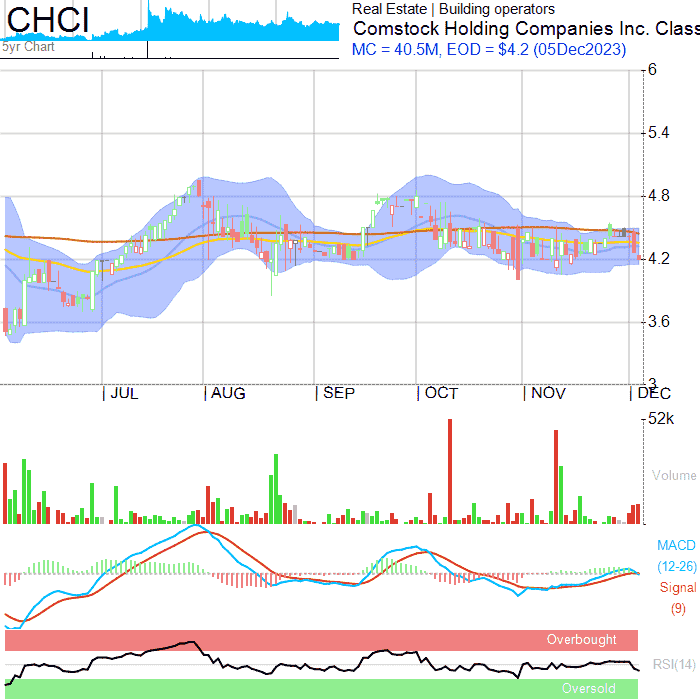 CHCI
5yr Chart
Real Estate | Building operators
Comstock Holding Companies Inc. Class
MC = 40.5M, EOD = $4.2 (05Dec2023)
6
5.4
4.8
4.2
3.6
3
JUL
AUG
SEP
OCT
NOV
DEC
52k
Volume
MACD
(12-26)
Signal
(9)
Overbought
RSI(14)
Oversold